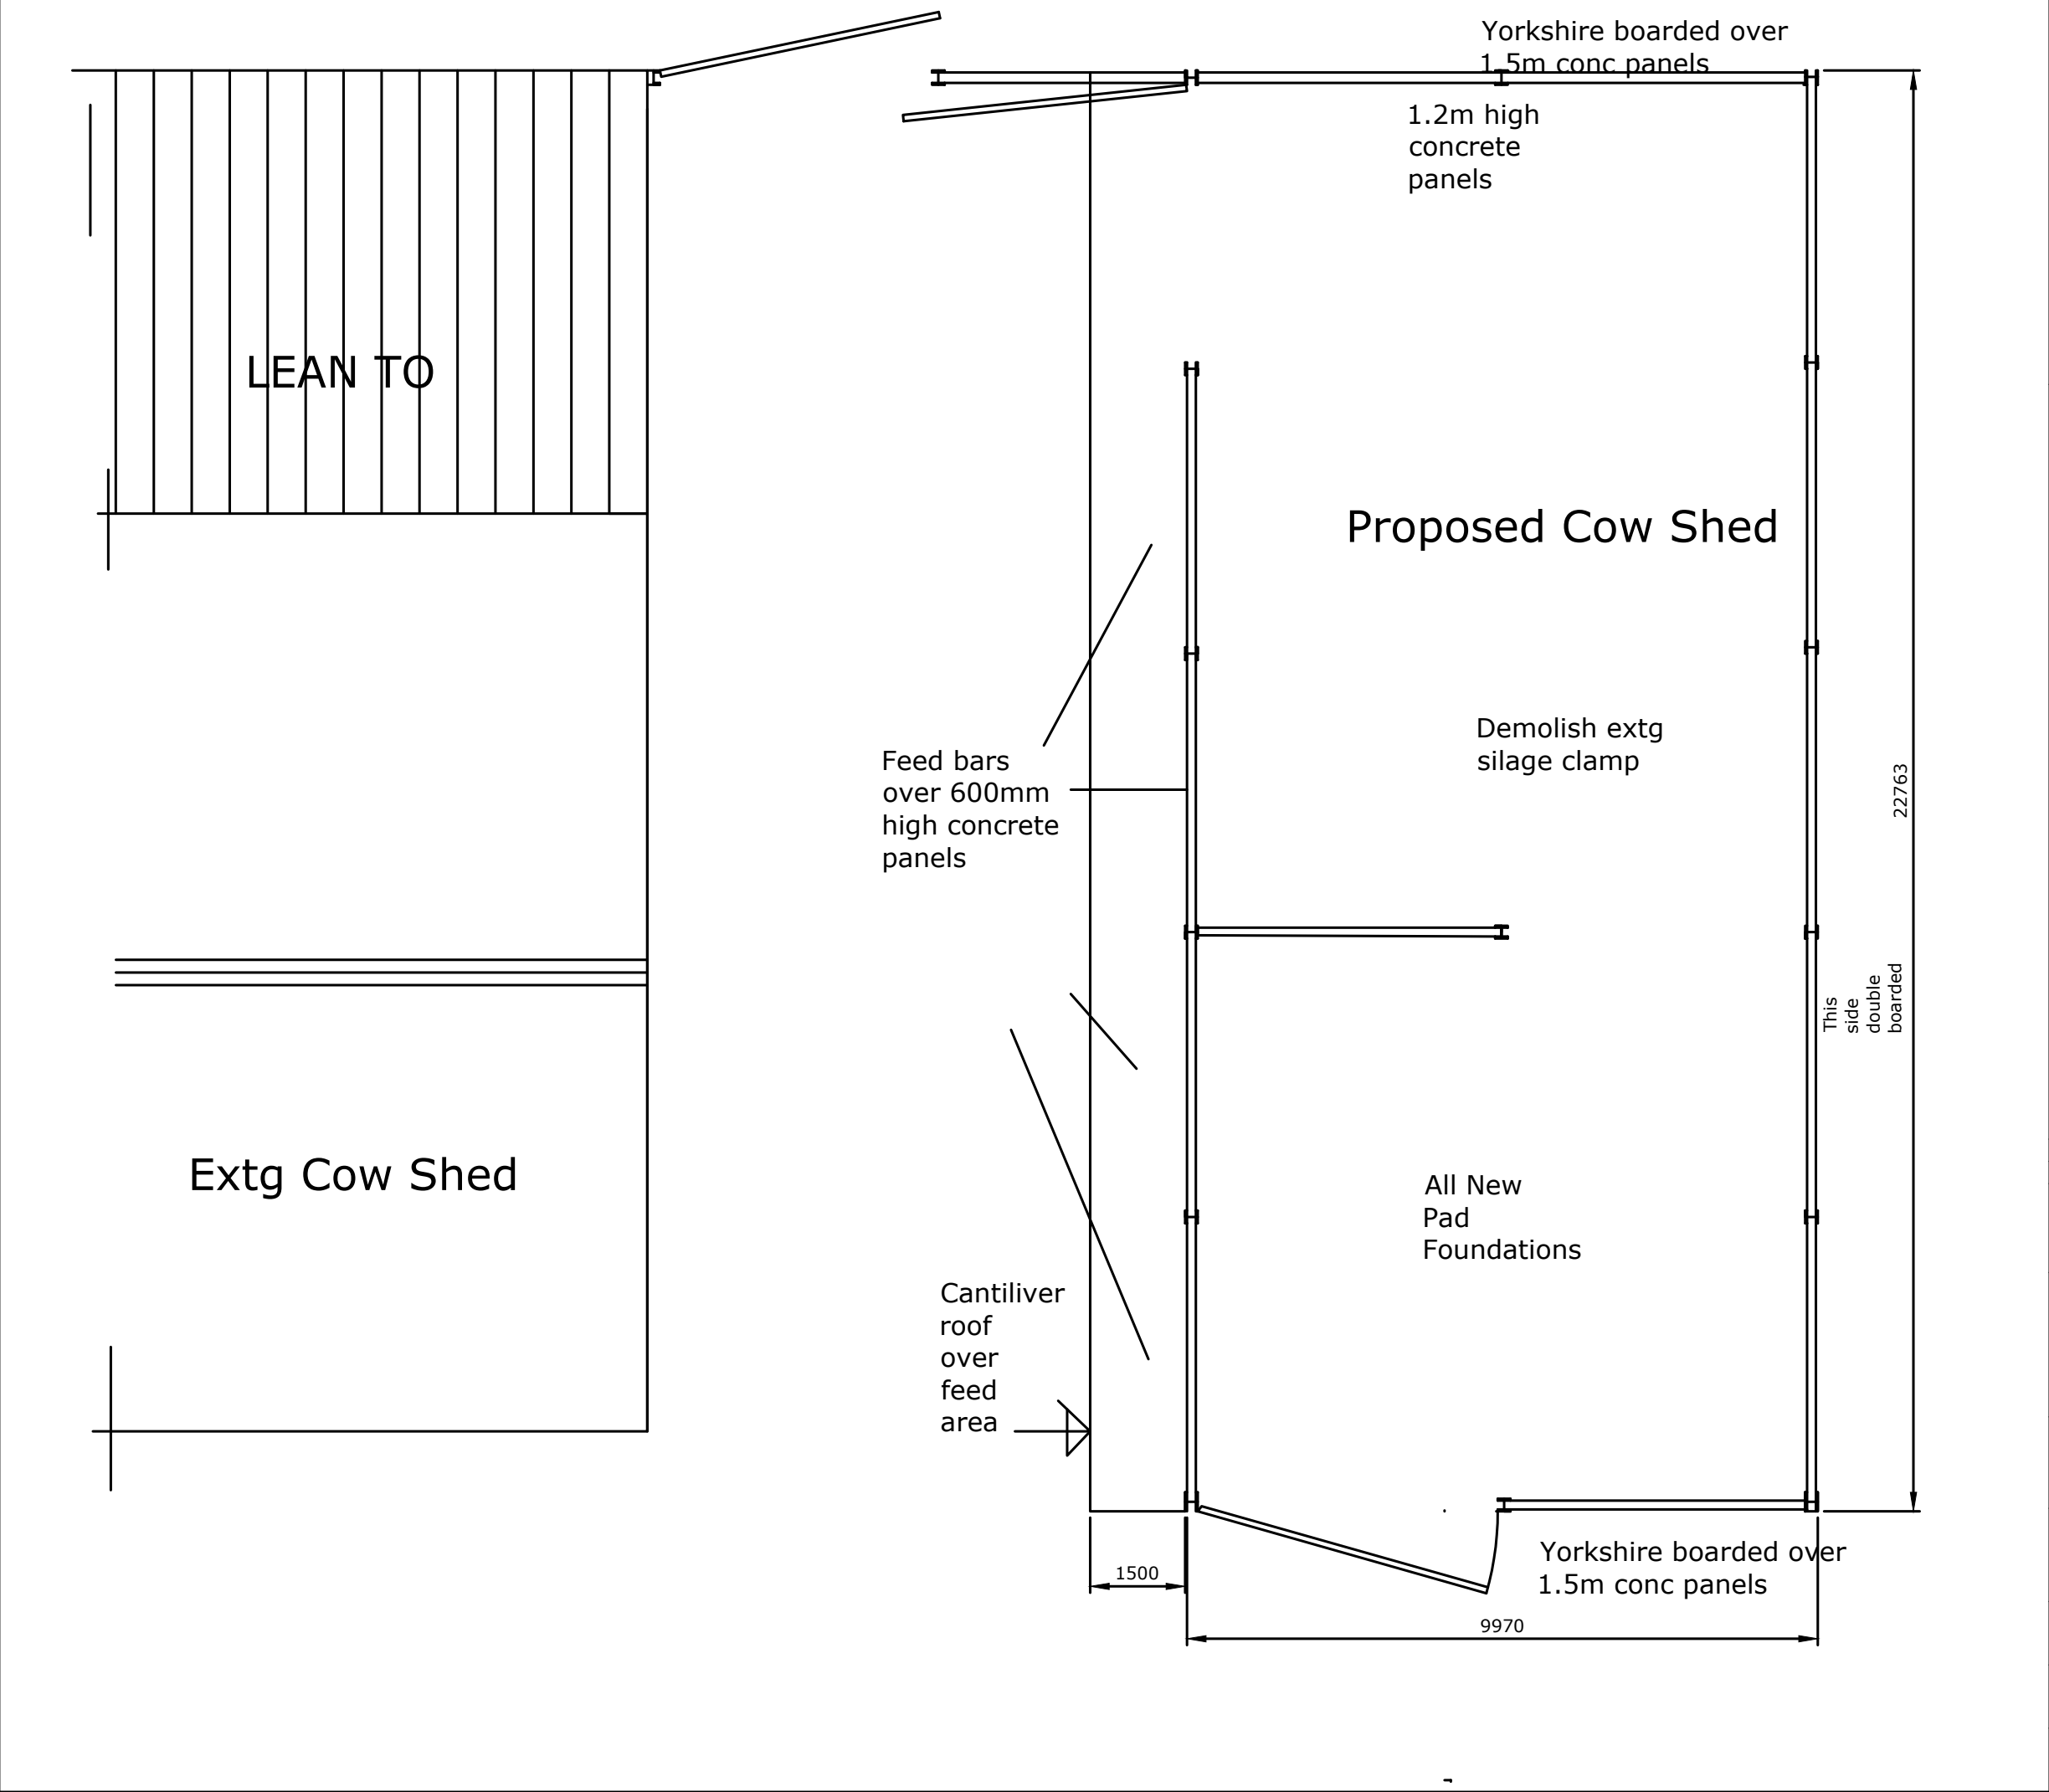 Yorkshire boarded over
1.5m conc panels
1.2m high
concrete
panels
LEAN TO
Proposed Cow Shed
Demolish extg
silage clamp
Feed bars
over 600mm
high concrete
panels
22763
This
side
double
boarded
Extg Cow Shed
All New
Pad
Foundations
Cantiliver
roof
over
feed
area
Yorkshire boarded over
1.5m conc panels
1500
9970